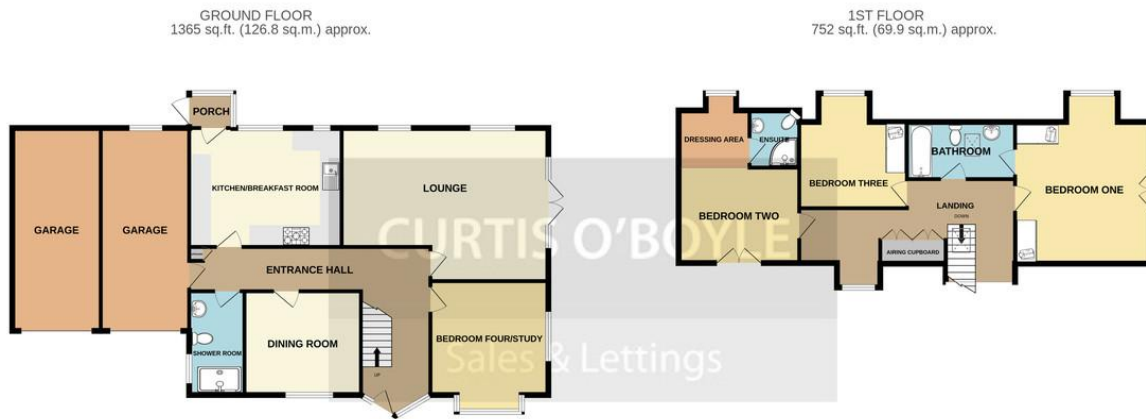 GROUND FLOOR
1365 sq.ft. (126.8 sq.m.) approx.
1ST FLOOR
752 sq.ft. (69.9 sq.m.) approx.
PORCH
KITCHEN/BREAKFAST ROOM
LOUNGE
GARAGE
GARAGE
ENTRANCE HALL
DINING ROOM
SHOWER ROOM
UP
BEDROOM FOUR/STUDY
DRESSING AREA
ENSUITE
BEDROOM TWO
BEDROOM THREE
BATHROOM
BEDROOM ONE
LANDING
DOWN
AIRING CUPBOARD
CURTIS O'BOYLE
Sales & Lettings